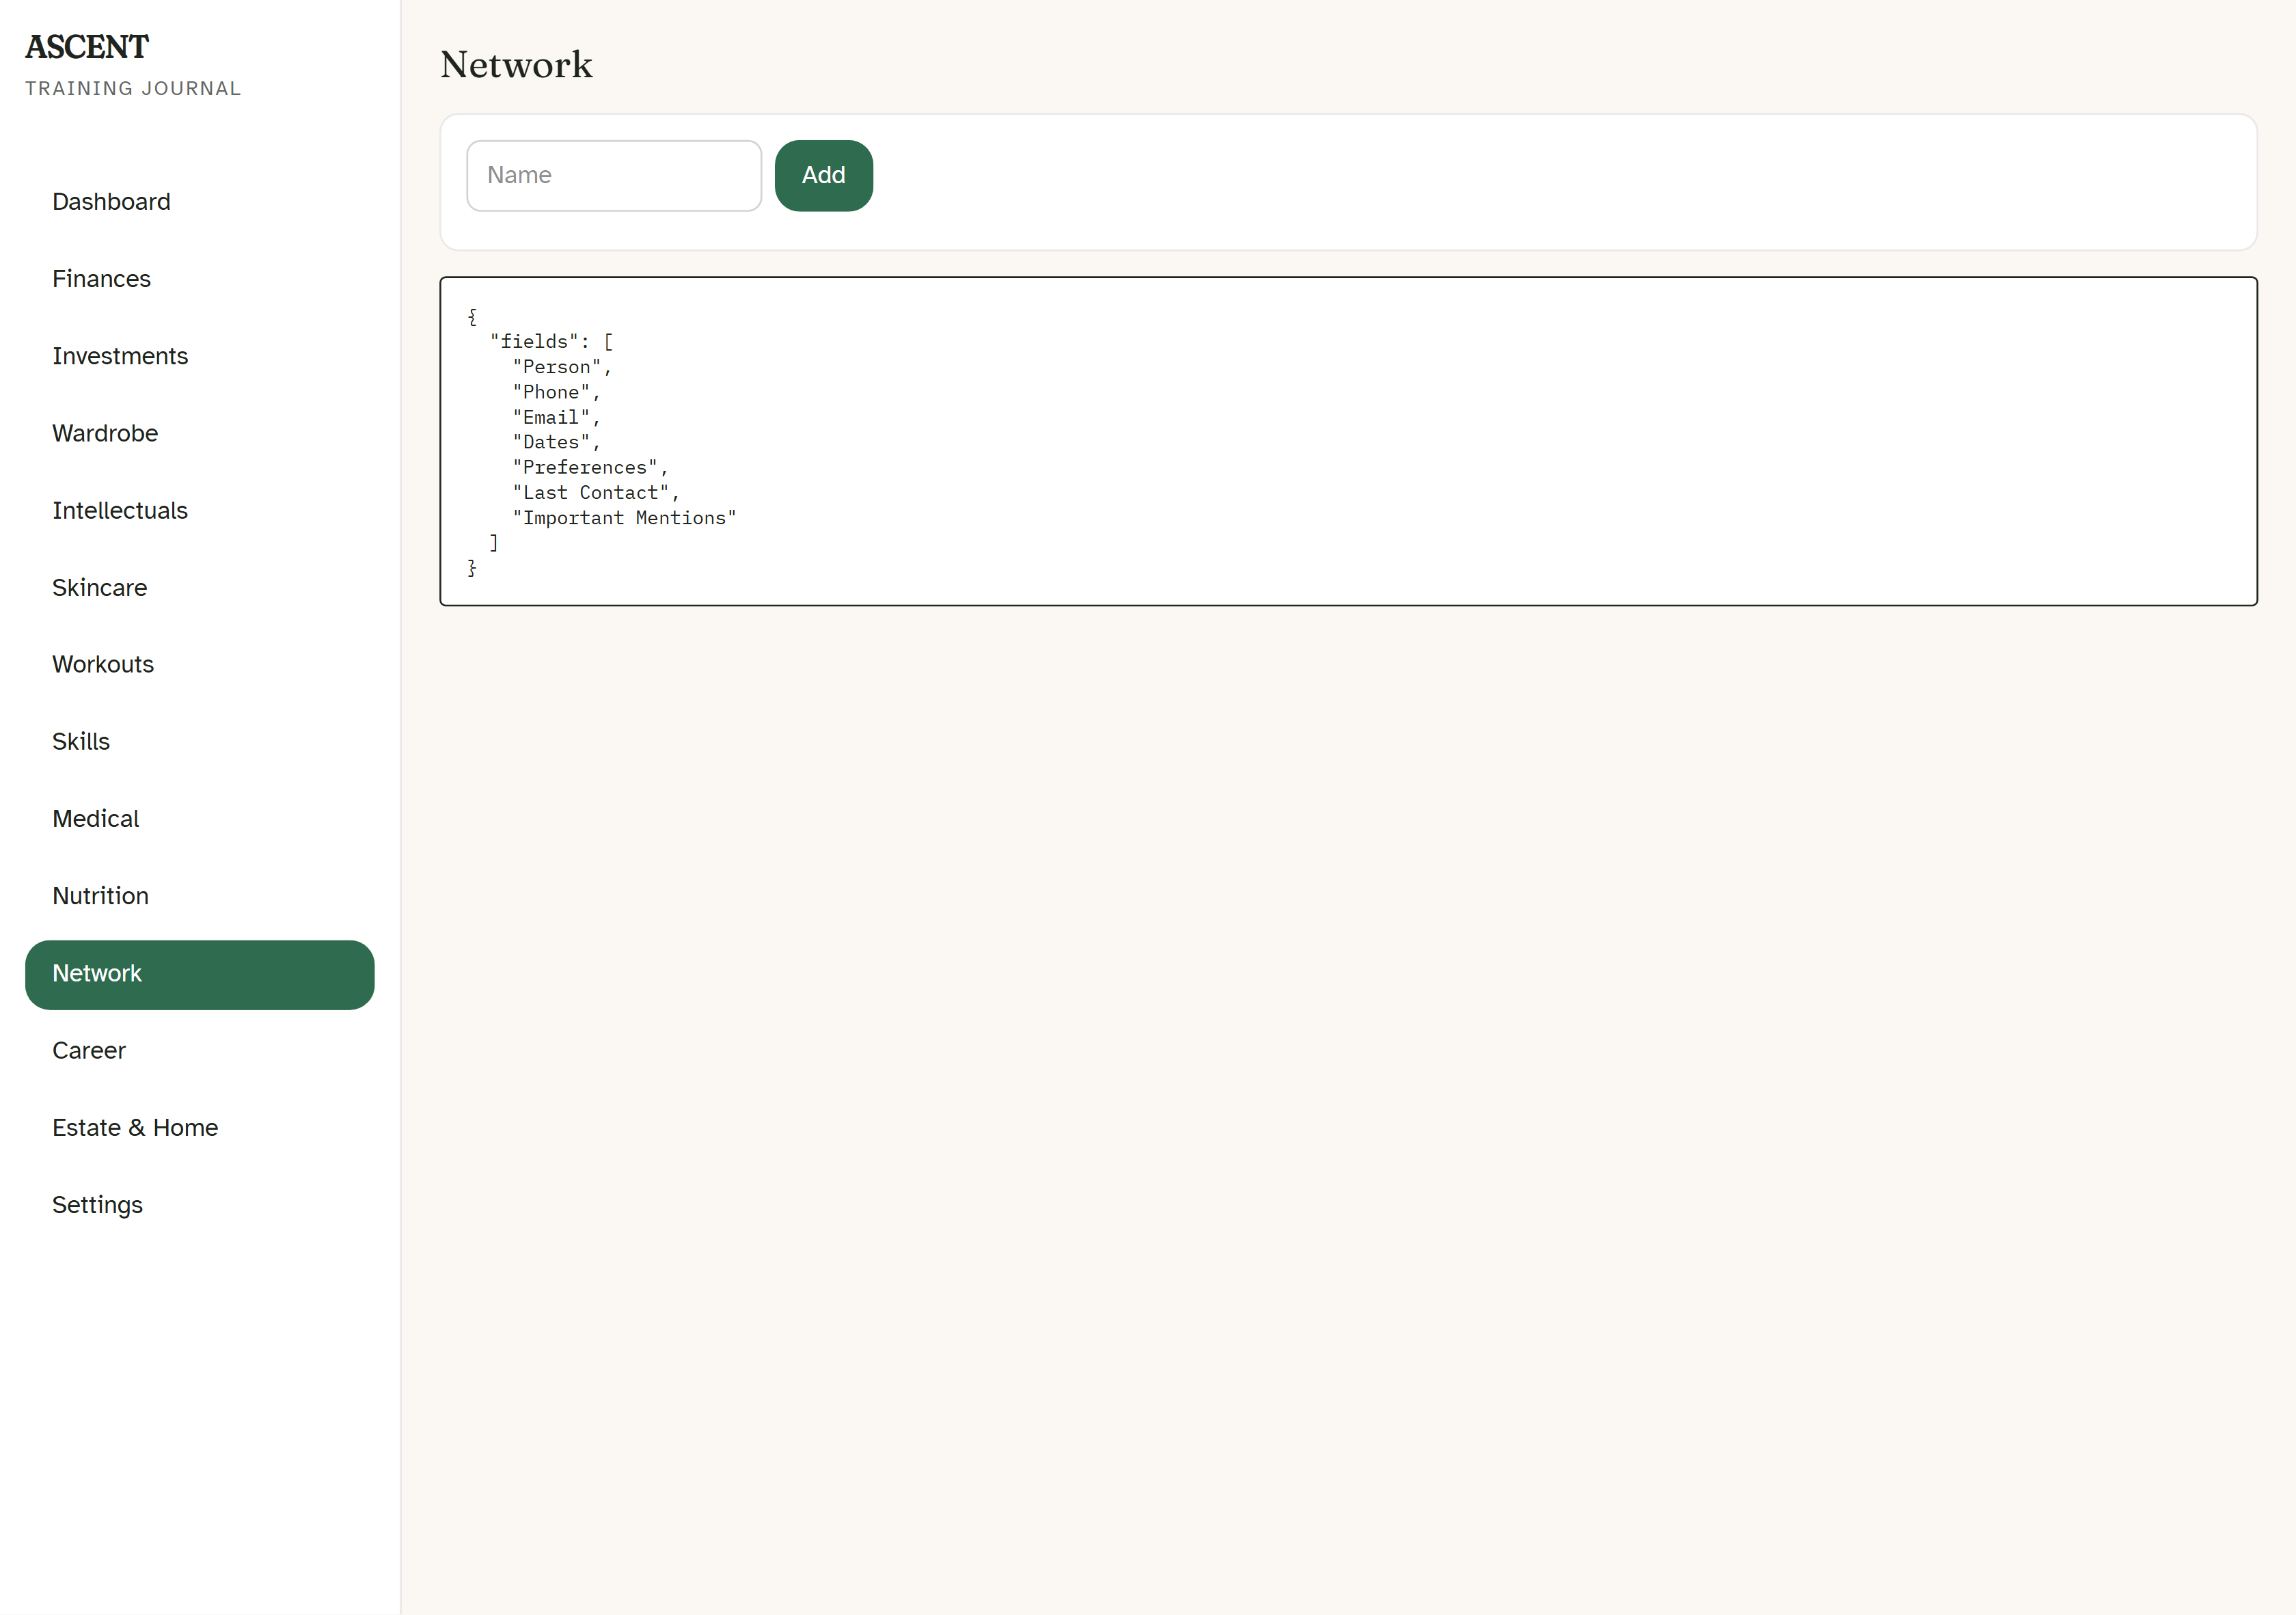 ASCENT
TRAINING JOURNAL
Dashboard
Finances
Investments
Wardrobe
Intellectuals
Skincare
Workouts
Skills
Medical
Nutrition
Network
Career
Estate & Home
Settings
Network
Name
Add
{
  "fields": [
    "Person",
    "Phone",
    "Email",
    "Dates",
    "Preferences",
    "Last Contact",
    "Important Mentions"
  ]
}